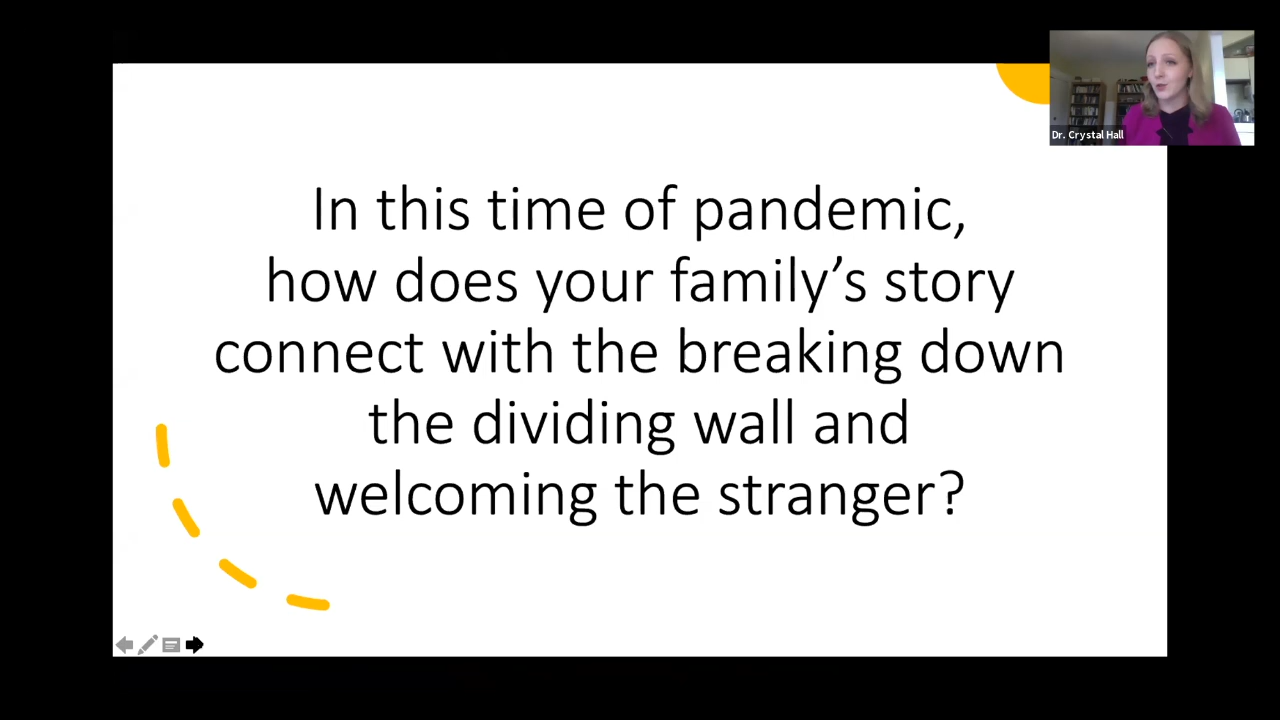 Dr. Crystal Hall
In this time of pandemic,
how does your family’s story
connect with the breaking down
the dividing wall and
welcoming the stranger?